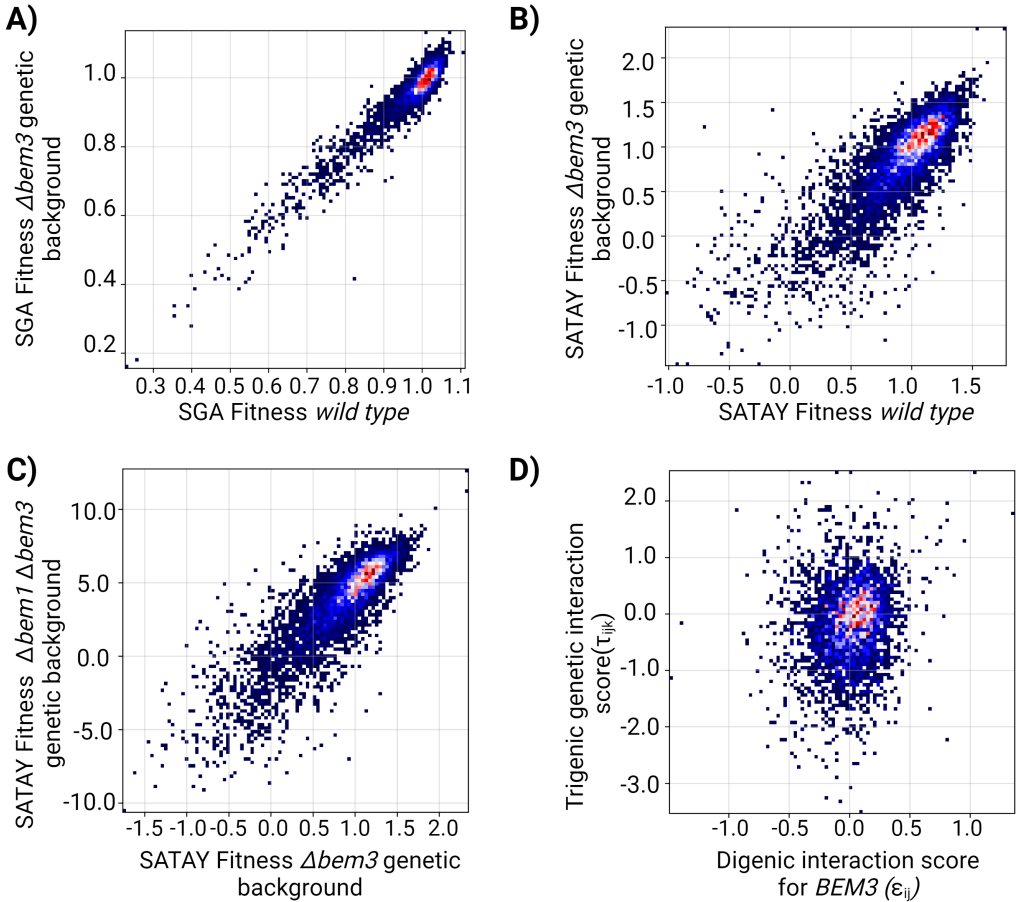 A)
SGA Fitness Δbem3 genetic
background
1.0
0.8
0.6
0.4
0.2
0.3 0.4 0.5 0.6 0.7 0.8 0.9 1.0 1.1
SGA Fitness wild type
B)
SATAY Fitness Δbem3 genetic
background
2.0
1.5
1.0
0.5
0.0
-0.5
-1.0
-1.0 -0.5 0.0 0.5 1.0 1.5
SATAY Fitness wild type
C)
SATAY Fitness Δbem1 Δbem3
genetic background
10.0
5.0
0.0
-5.0
-10.0
-1.5 -1.0 -0.5 0.0 0.5 1.0 1.5 2.0
SATAY Fitness Δbem3 genetic
background
D)
Trigenic genetic interaction
score(τijk)
2.0
1.0
0.0
-1.0
-2.0
-3.0
-1.0 -0.5 0.0 0.5 1.0
Digenic interaction score
for BEM3 (εij)